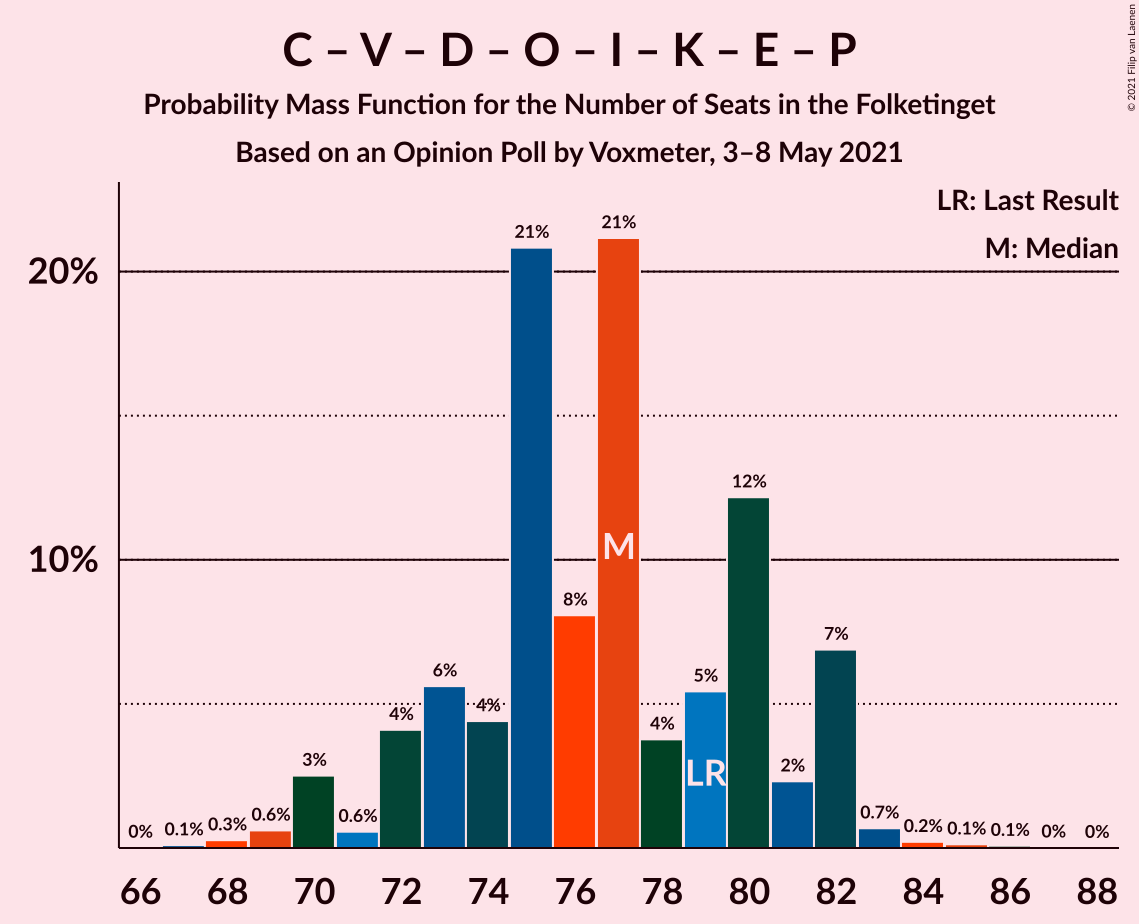 C – V – D – O – I – K – E – P
Probability Mass Function for the Number of Seats in the Folketinget
Based on an Opinion Poll by Voxmeter, 3–8 May 2021
© 2021 Filip van Laenen
LR: Last Result
M: Median
20%
10%
0%
0.1%
0.3%
0.6%
3%
0.6%
4%
6%
4%
21%
8%
21%
4%
5%
12%
2%
7%
0.7%
0.2%
0.1%
0.1%
0%
0%
M
LR
66 68 70 72 74 76 78 80 82 84 86 88